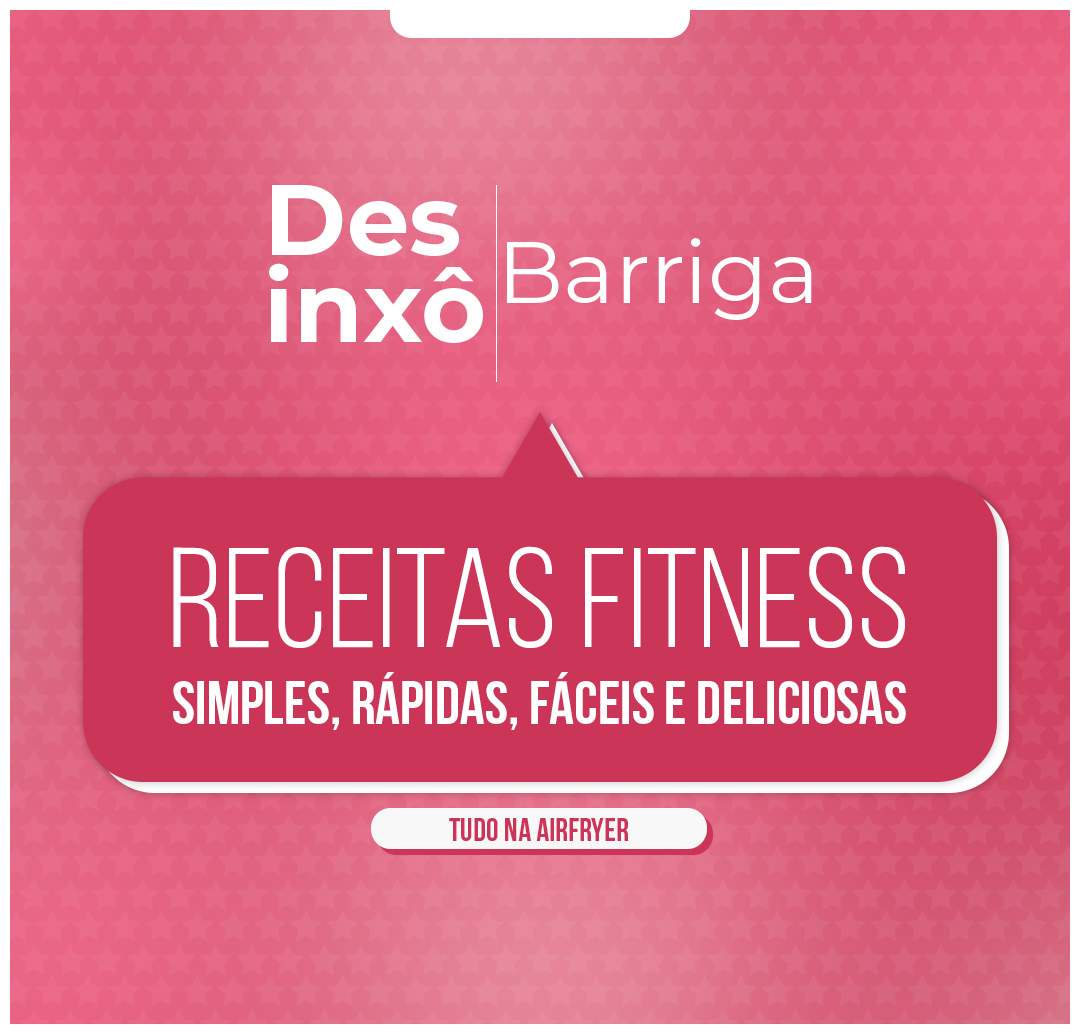 Des
inxô
Barriga
RECEITAS FITNESS
SIMPLES, RÁPIDAS, FÁCEIS E DELICIOSAS
TUDO NA AIRFRYER